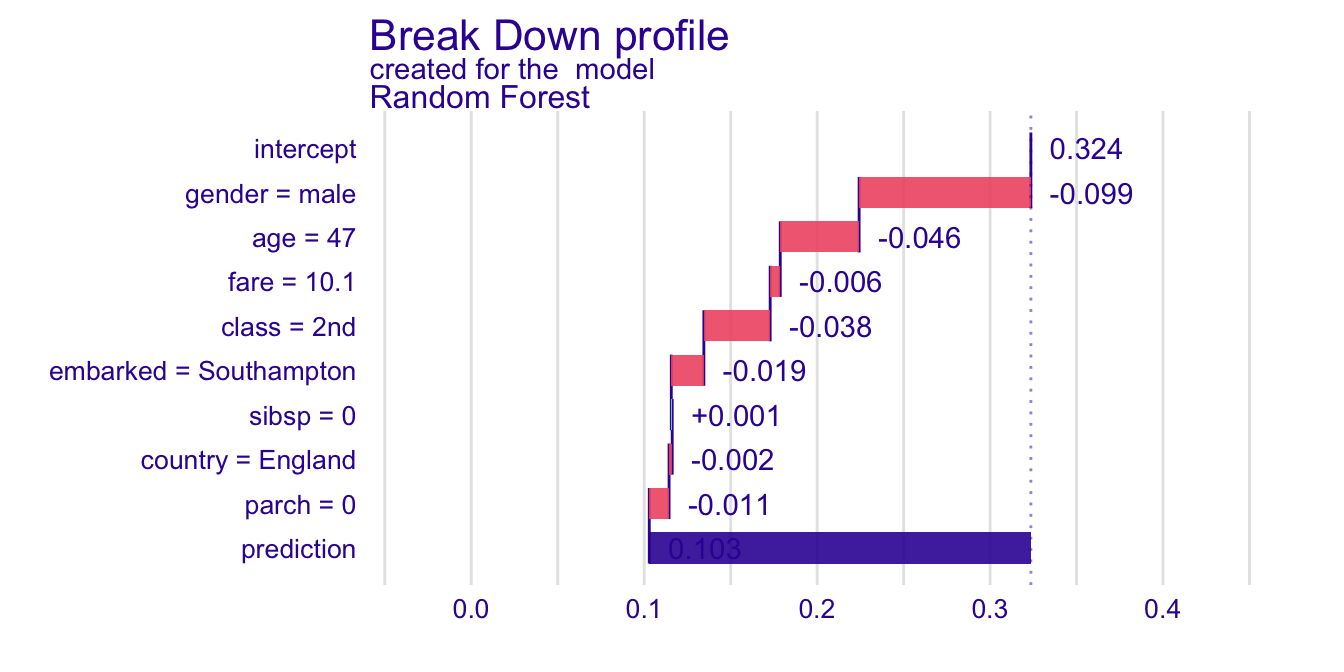 Break Down profile
created for the  model
Random Forest
intercept 0.324
gender = male -0.099
age = 47 -0.046
fare = 10.1 -0.006
class = 2nd -0.038
embarked = Southampton -0.019
sibsp = 0 +0.001
country = England -0.002
parch = 0 -0.011
prediction 0.103
0.0 0.1 0.2 0.3 0.4